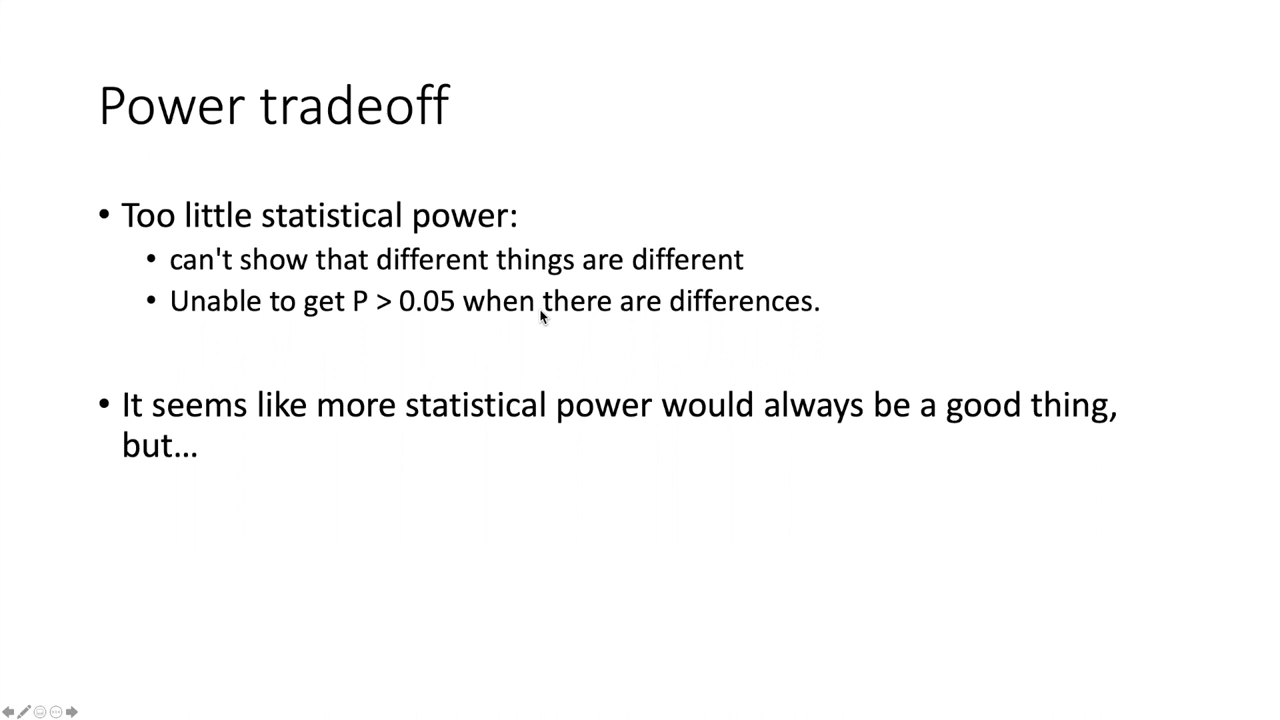 Power tradeoff
• Too little statistical power:
• can't show that different things are different
• Unable to get P > 0.05 when there are differences.
• It seems like more statistical power would always be a good thing,
but...